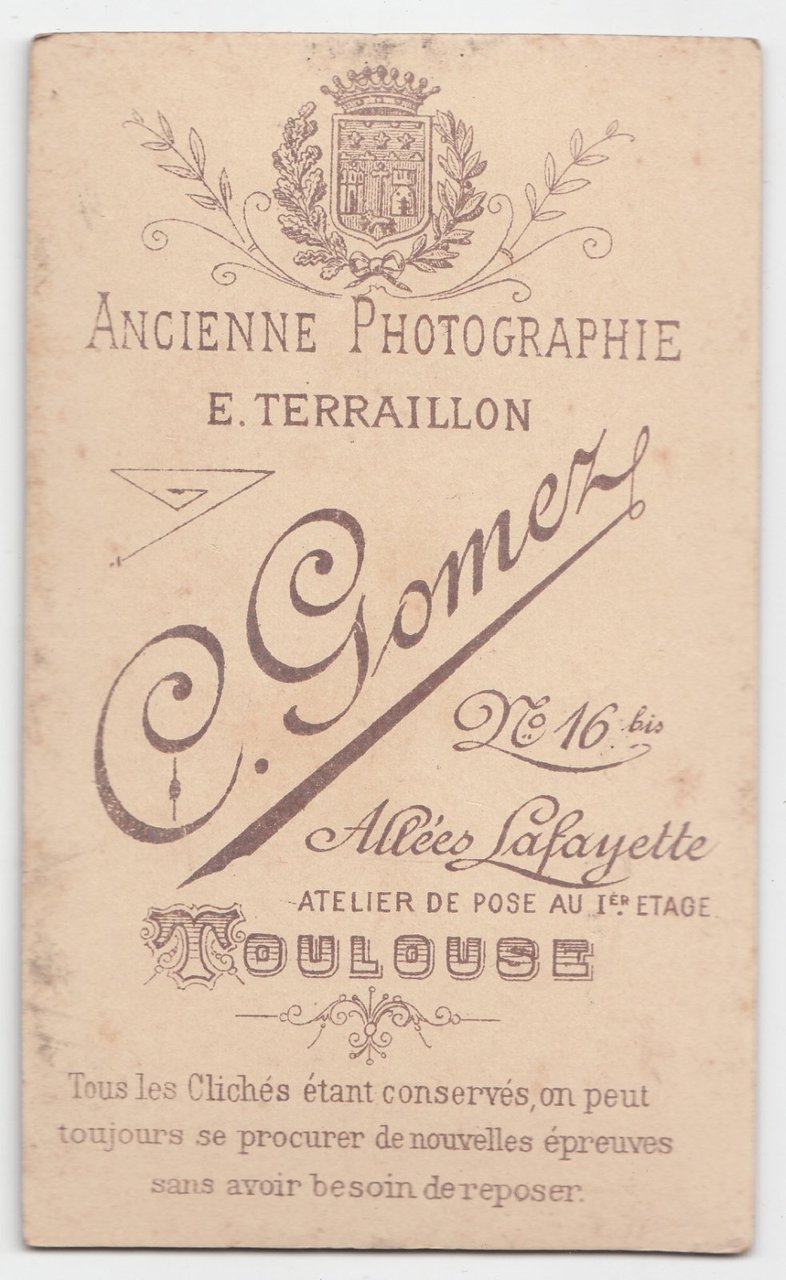 ANCIENNE PHOTOGRAPHIE
E. TERRAILLON
C. Gomez
No 16 bis
Allées Lafayette
ATELIER DE POSE AU IER ETAGE
TOULOUSE
Tous les Clichés étant conservés, on peut
toujours se procurer de nouvelles épreuves
sans avoir besoin de reposer.